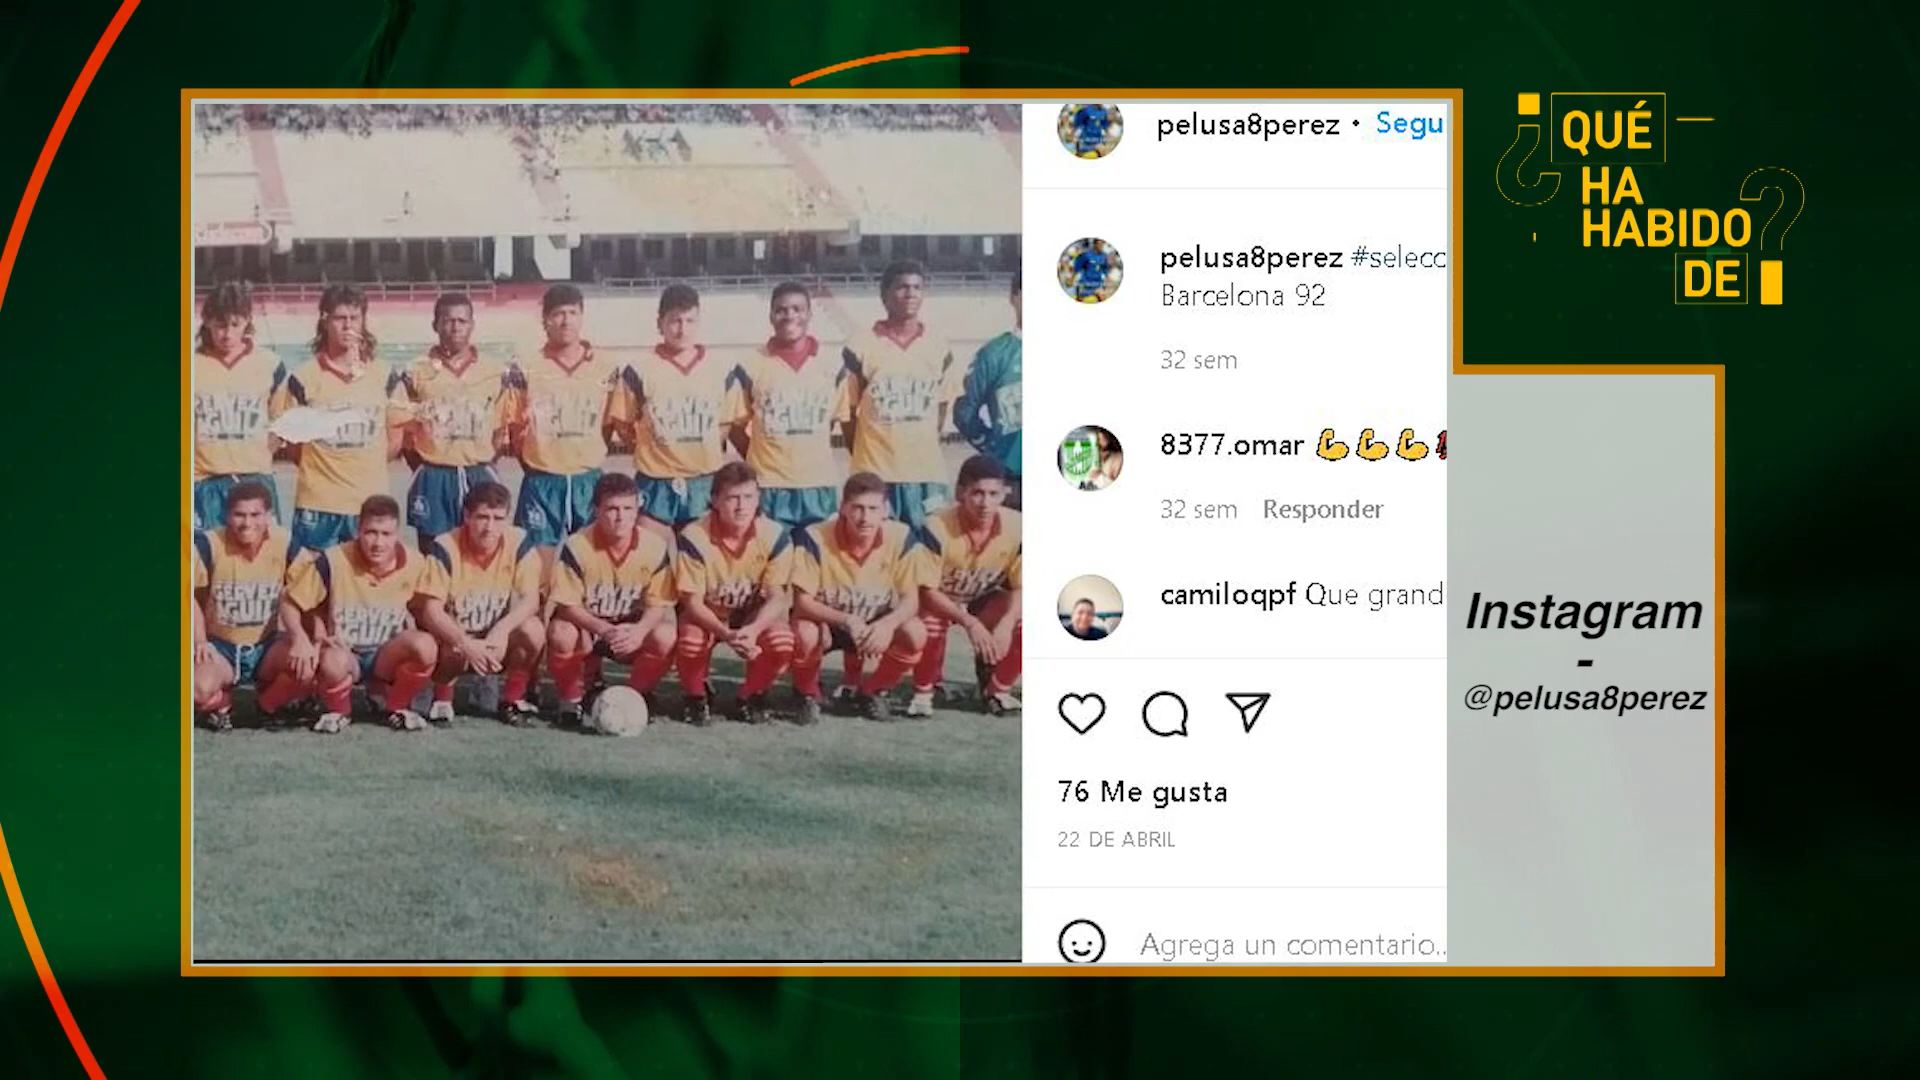 pelusa8perez • Segu
pelusa8perez #selecc
Barcelona 92
32 sem
8377.omar 💪💪💪
32 sem Responder
camiloqpf Que grand
76 Me gusta
22 DE ABRIL
Agrega un comentario..
¿QUÉ
HA
HABIDO
DE?
Instagram
-
@pelusa8perez
CERVEZ